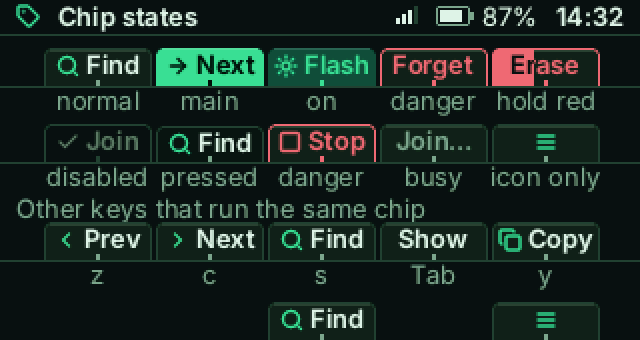 Chip states 87% 14:32
Find Next Flash Forget Erase
normal main on danger hold red
Join Find Stop Join...
disabled pressed danger busy icon only
Other keys that run the same chip
Prev Next Find Show Copy
z c s Tab y
Find